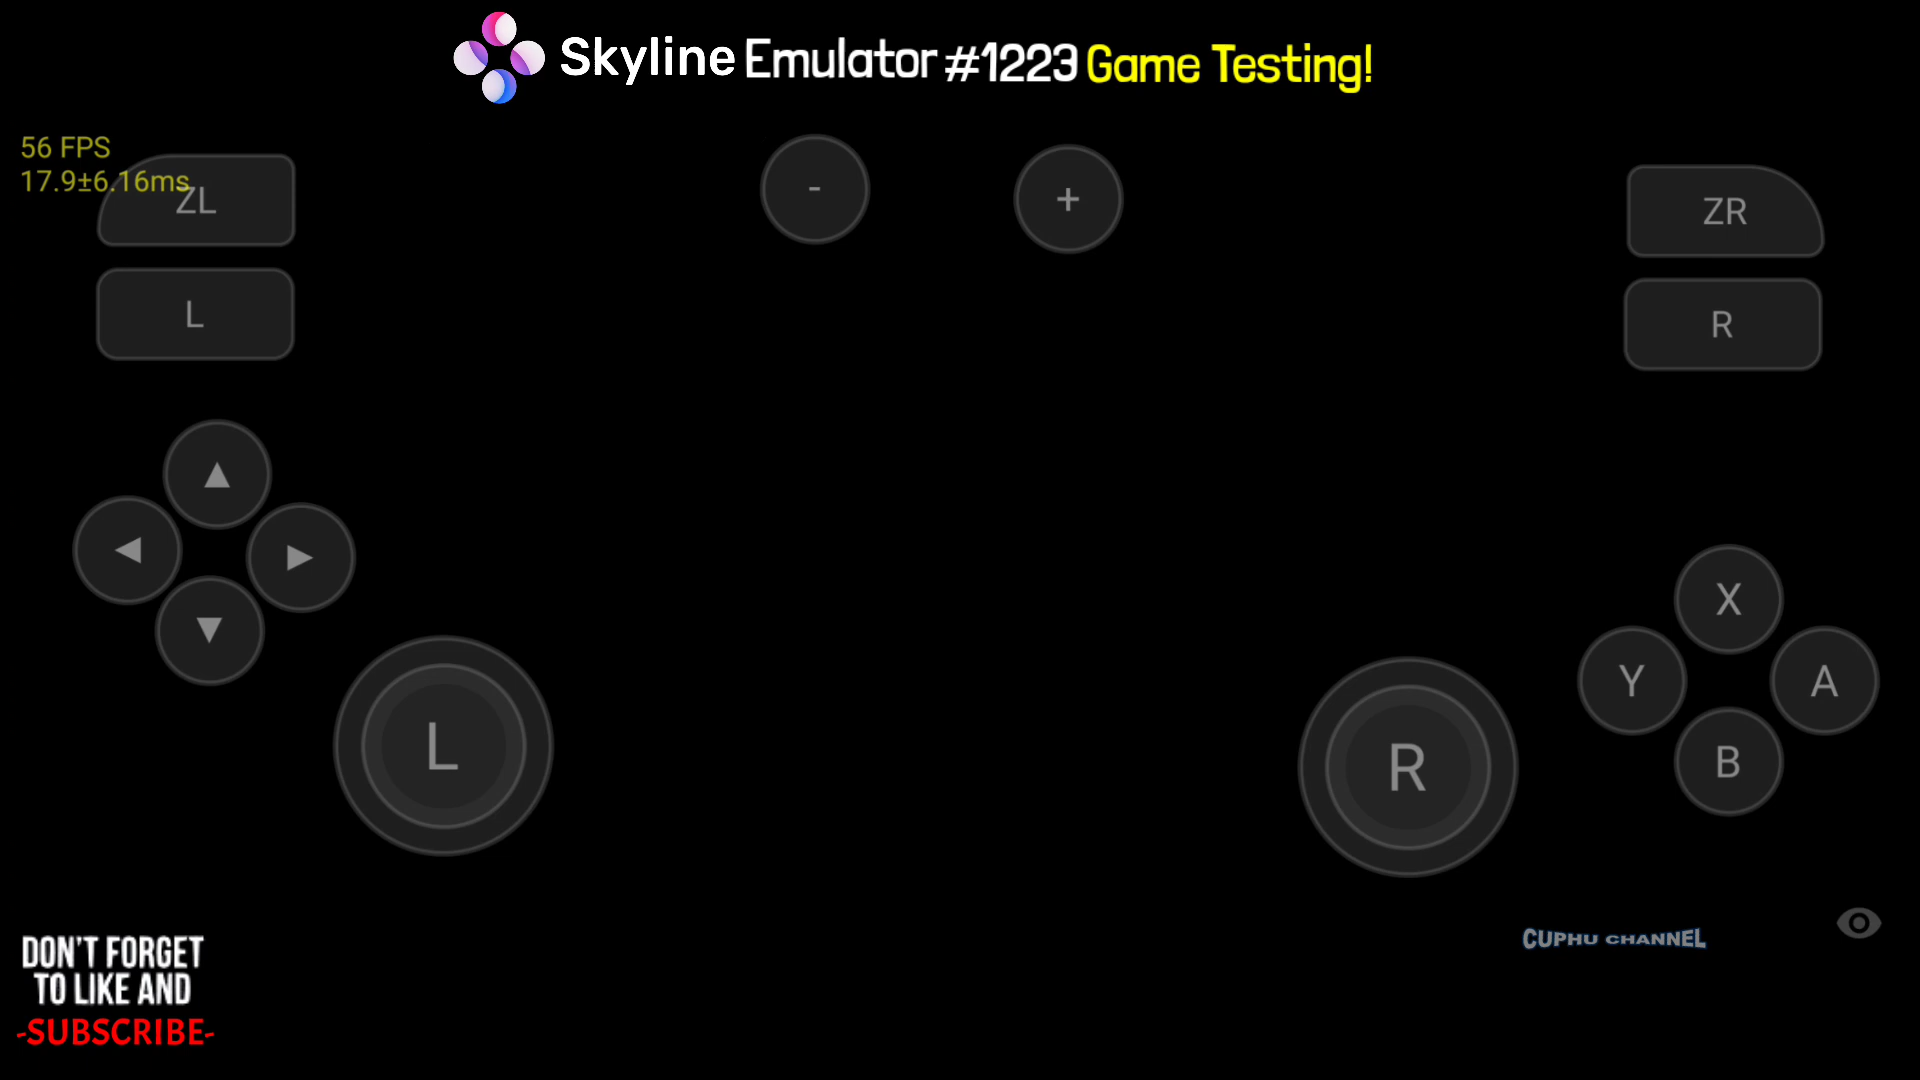 Skyline Emulator #1223 Game Testing!
56 FPS
17.9±6.16ms
ZL
-
+
ZR
L
R
X
Y
A
L
R
B
CUPHU CHANNEL
DON'T FORGET
TO LIKE AND
-SUBSCRIBE-